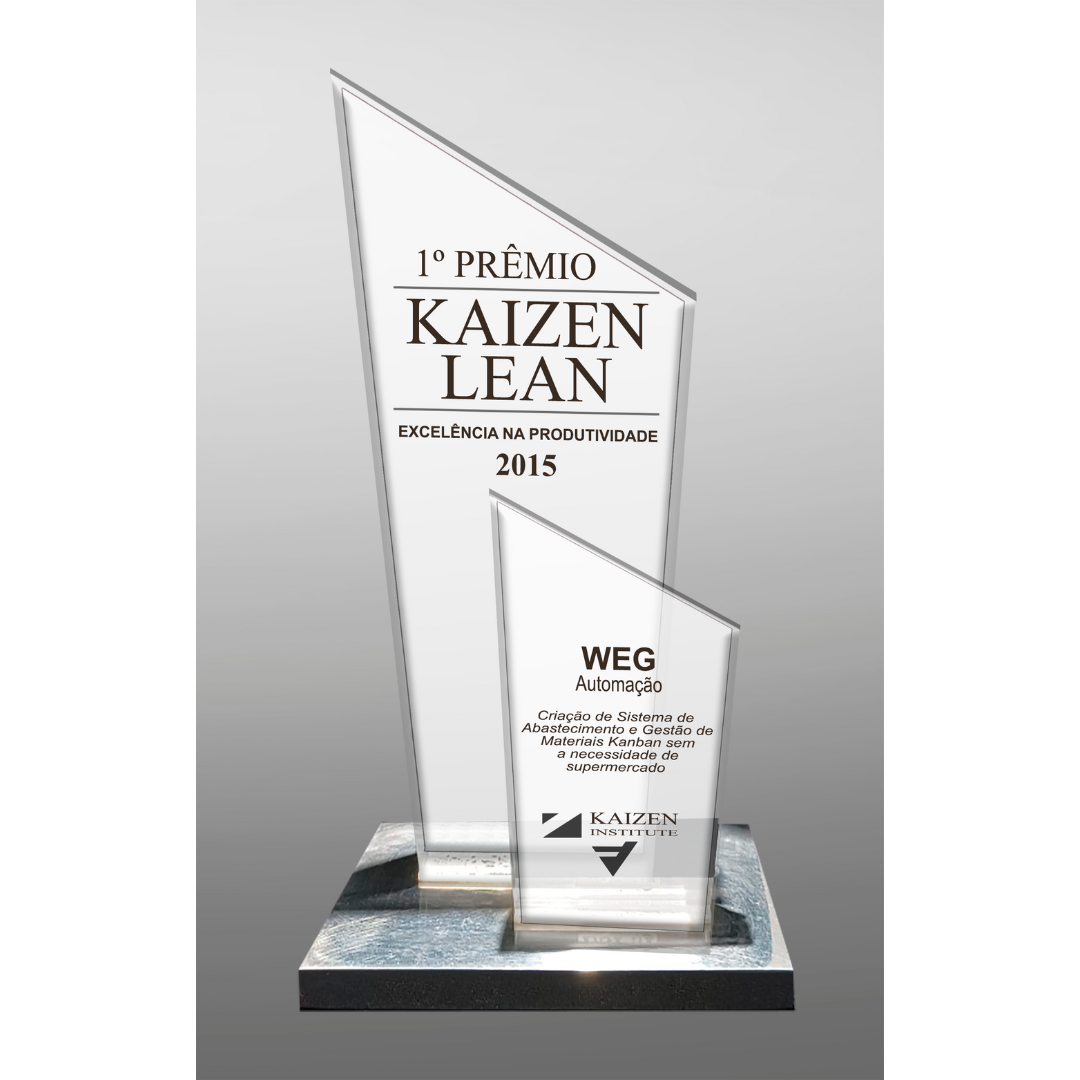 1º PRÊMIO
KAIZEN
LEAN
EXCELÊNCIA NA PRODUTIVIDADE
2015
WEG
Automação
Criação de Sistema de
Abastecimento e Gestão de
Materiais Kanban sem
a necessidade de
supermercado
KAIZEN
INSTITUTE